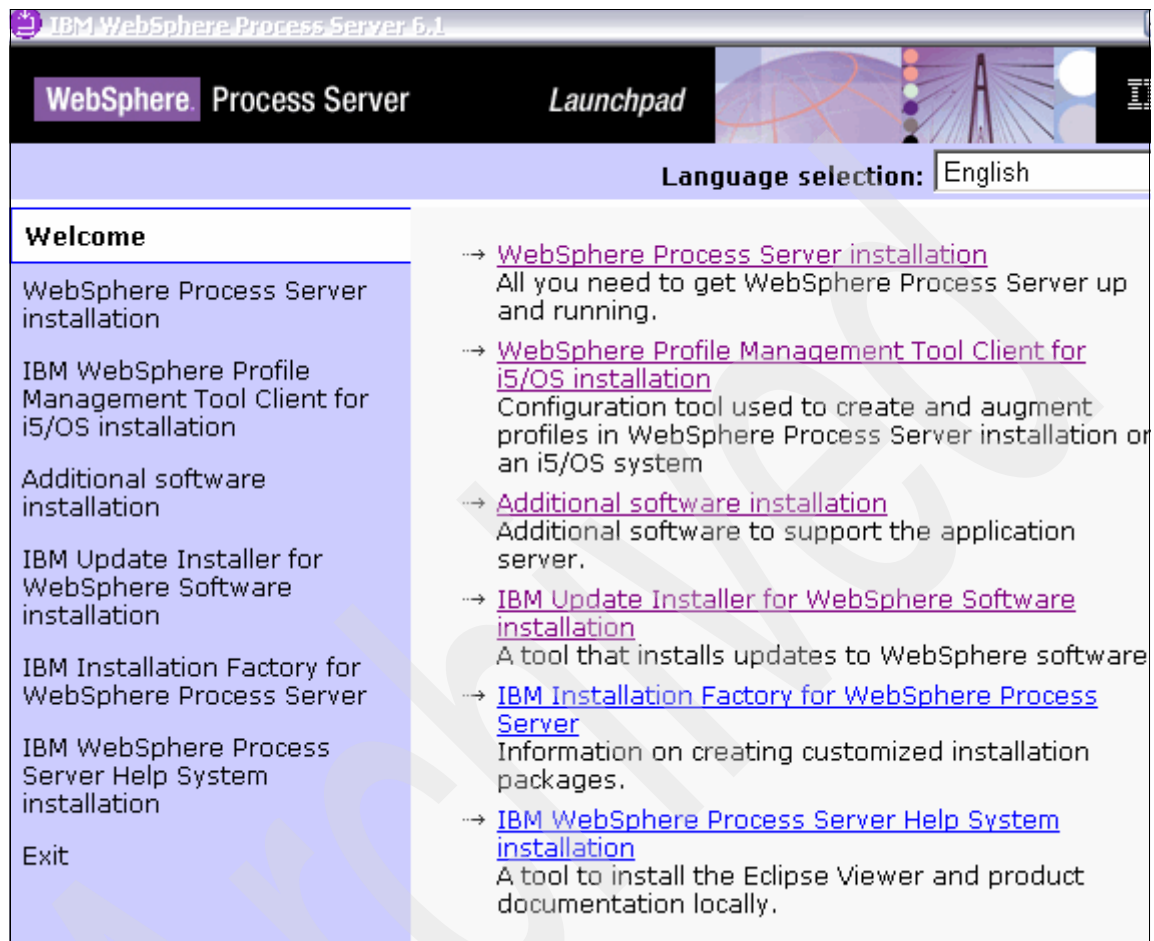 IBM WebSphere Process Server 6.1
WebSphere. Process Server
Launchpad
Language selection: English
Welcome
WebSphere Process Server
installation
IBM WebSphere Profile
Management Tool Client for
i5/OS installation
Additional software
installation
IBM Update Installer for
WebSphere Software
installation
IBM Installation Factory for
WebSphere Process Server
IBM WebSphere Process
Server Help System
installation
Exit
WebSphere Process Server installation
All you need to get WebSphere Process Server up
and running.
WebSphere Profile Management Tool Client for
i5/OS installation
Configuration tool used to create and augment
profiles in WebSphere Process Server installation
an i5/OS system
Additional software installation
Additional software to support the application
server.
IBM Update Installer for WebSphere Software
installation
A tool that installs updates to WebSphere software
IBM Installation Factory for WebSphere Process
Server
Information on creating customized installation
packages.
IBM WebSphere Process Server Help System
installation
A tool to install the Eclipse Viewer and product
documentation locally.
Archived